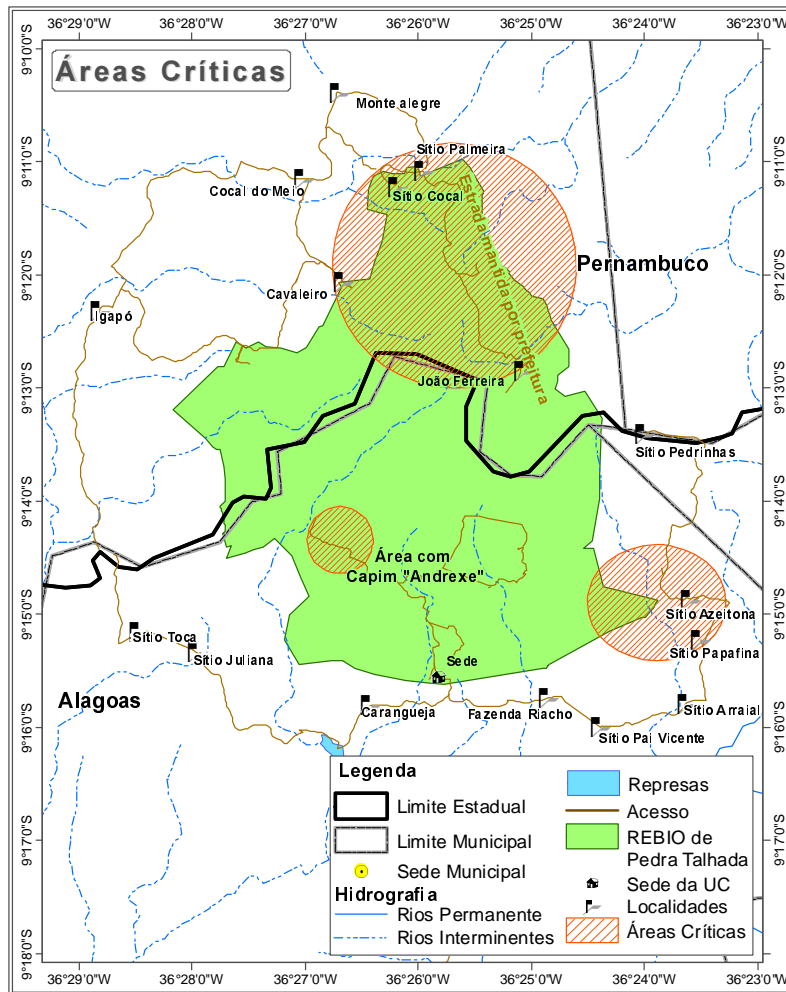 36°29'0"W 36°28'0"W 36°27'0"W 36°26'0"W 36°25'0"W 36°24'0"W 36°23'0"W
9°10'0"S
9°10'0"S
Áreas Críticas
Monte alegre
Sítio Palmeira
9°11'0"S
9°11'0"S
Cocal do Meio
Sítio Cocal
Estrada mantida por prefeitura
Pernambuco
9°12'0"S
9°12'0"S
Cavaleiro
Igapó
João Ferreira
9°13'0"S
9°13'0"S
Sítio Pedrinhas
9°14'0"S
9°14'0"S
Área com
Capim "Andrexe"
9°15'0"S
9°15'0"S
Sítio Azeitona
Sítio Toca
Sítio Papafina
Sítio Juliana
Sede
Alagoas
Carangueja
Fazenda Riacho
Sítio Arraial
9°16'0"S
9°16'0"S
Sítio Pai Vicente
Legenda
Limite Estadual
Limite Municipal
Sede Municipal
Hidrografia
Rios Permanente
Rios Interminentes
Represas
Acesso
REBIO de
Pedra Talhada
Sede da UC
Localidades
Áreas Críticas
9°17'0"S
9°17'0"S
9°18'0"S
9°18'0"S
36°29'0"W 36°28'0"W 36°27'0"W 36°26'0"W 36°25'0"W 36°24'0"W 36°23'0"W